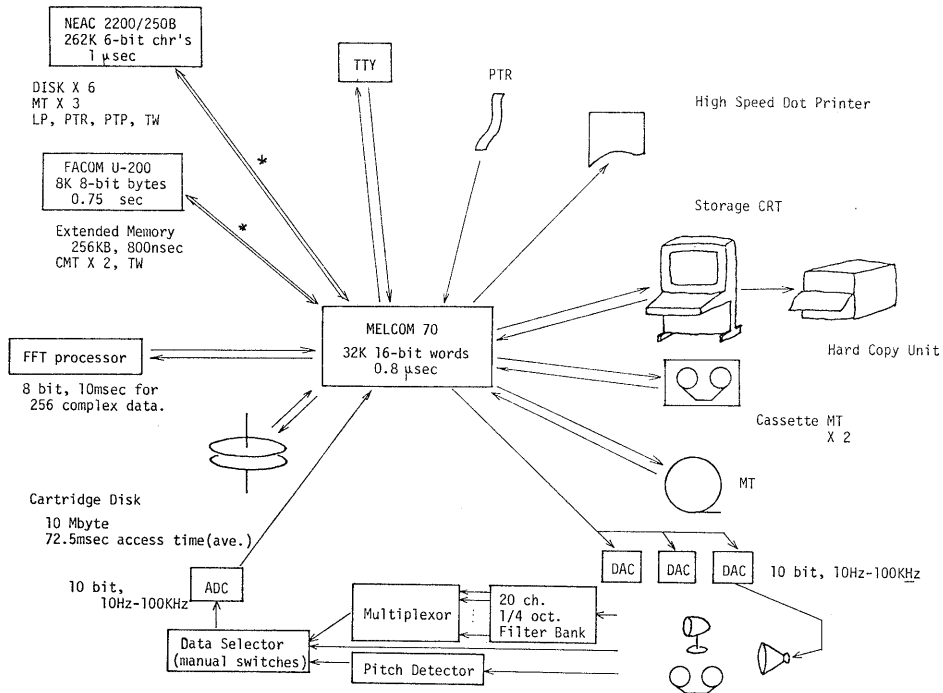 NEAC 2200/250B
262K 6-bit chr's
1 μsec
DISK X 6
MT X 3
LP, PTR, PTP, TW
TTY
PTR
High Speed Dot Printer
*
FACOM U-200
8K 8-bit bytes
0.75 sec
*
Extended Memory
256KB, 800nsec
CMT X 2, TW
Storage CRT
Hard Copy Unit
MELCOM 70
32K 16-bit words
0.8 μsec
FFT processor
8 bit, 10msec for
256 complex data.
Cassette MT
X 2
MT
Cartridge Disk
10 Mbyte
72.5msec access time(ave.)
DAC
DAC
DAC
10 bit, 10Hz-100KHz
10 bit,
10Hz-100KHz
ADC
Multiplexor
20 ch.
1/4 oct.
Filter Bank
Data Selector
(manual switches)
Pitch Detector